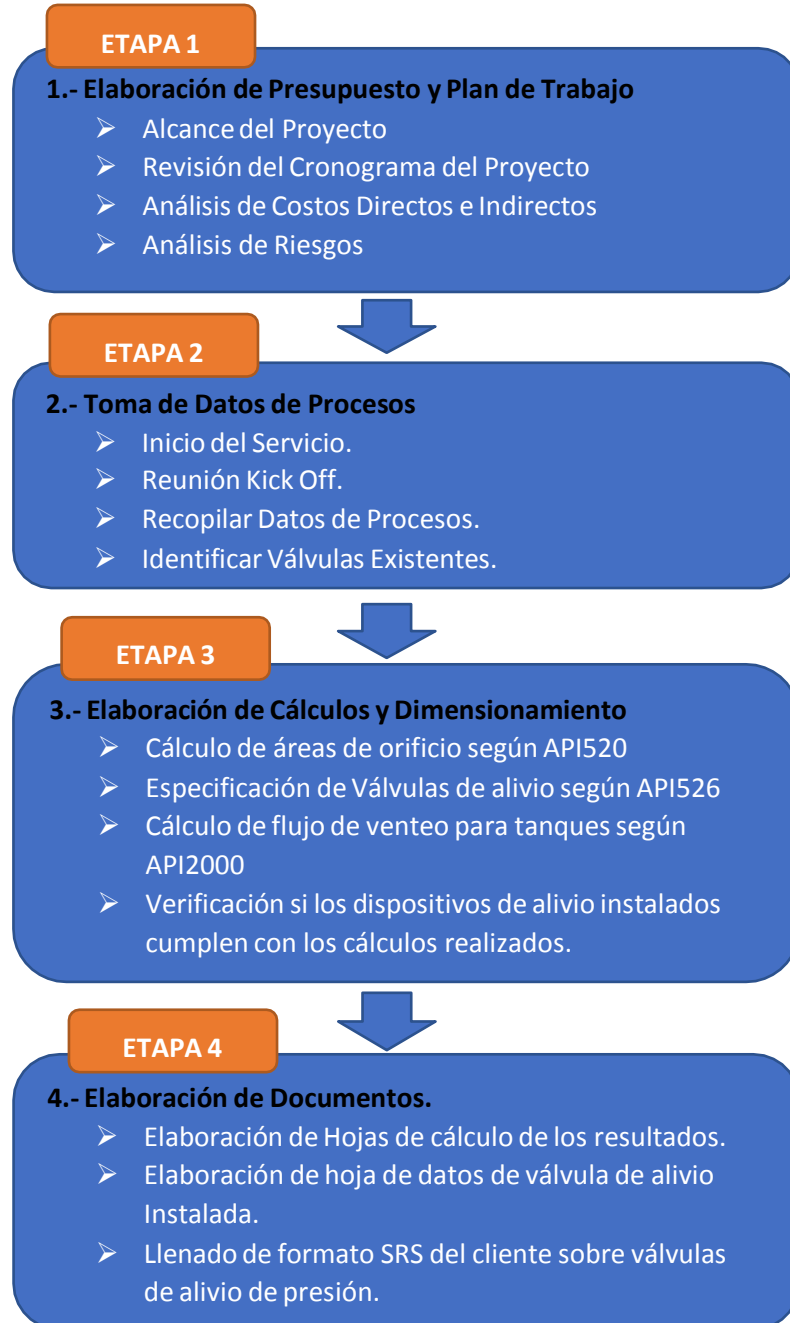 ETAPA 1
1.- Elaboración de Presupuesto y Plan de Trabajo
➢ Alcance del Proyecto
➢ Revisión del Cronograma del Proyecto
➢ Análisis de Costos Directos e Indirectos
➢ Análisis de Riesgos
ETAPA 2
2.- Toma de Datos de Procesos
➢ Inicio del Servicio.
➢ Reunión Kick Off.
➢ Recopilar Datos de Procesos.
➢ Identificar Válvulas Existentes.
ETAPA 3
3.- Elaboración de Cálculos y Dimensionamiento
➢ Cálculo de áreas de orificio según API520
➢ Especificación de Válvulas de alivio según API526
➢ Cálculo de flujo de venteo para tanques según
API2000
➢ Verificación si los dispositivos de alivio instalados
cumplen con los cálculos realizados.
ETAPA 4
4.- Elaboración de Documentos.
➢ Elaboración de Hojas de cálculo de los resultados.
➢ Elaboración de hoja de datos de válvula de alivio
Instalada.
➢ Llenado de formato SRS del cliente sobre válvulas
de alivio de presión.